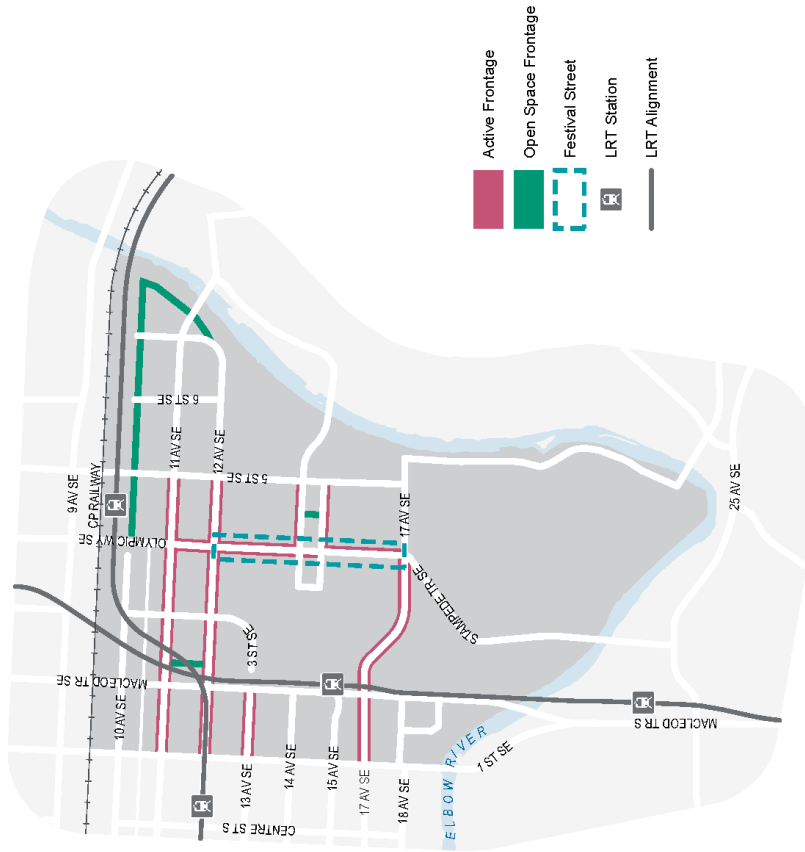 Active Frontage
Open Space Frontage
Festival Street
LRT Station
LRT Alignment
9 AV SE
CP RAILWAY
11 AV SE
6 ST SE
12 AV SE
5 ST SE
OLYMPIC WY SE
17 AV SE
STAMPEDE TR SE
3 ST SE
MACLEOD TR SE
10 AV SE
13 AV SE
14 AV SE
15 AV SE
17 AV SE
18 AV SE
CENTRE ST S
ELBOW RIVER
1 ST SE
MACLEOD TR S
25 AV SE